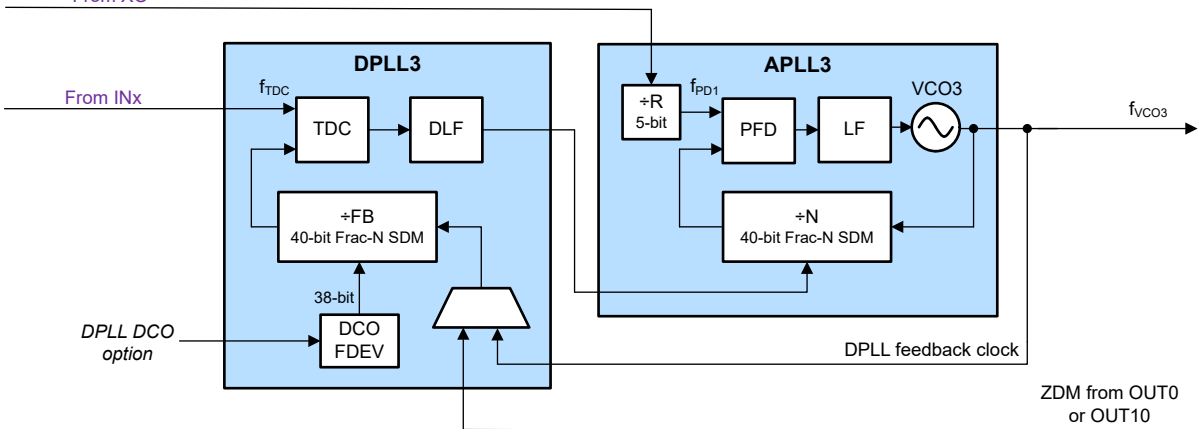 From XO
DPLL3
APLL3
From INx
fTDC
TDC
DLF
÷R
5-bit
fPD1
PFD
LF
VCO3
fVCO3
÷FB
40-bit Frac-N SDM
÷N
40-bit Frac-N SDM
38-bit
DPLL DCO
option
DCO
FDEV
DPLL feedback clock
ZDM from OUT0
or OUT10